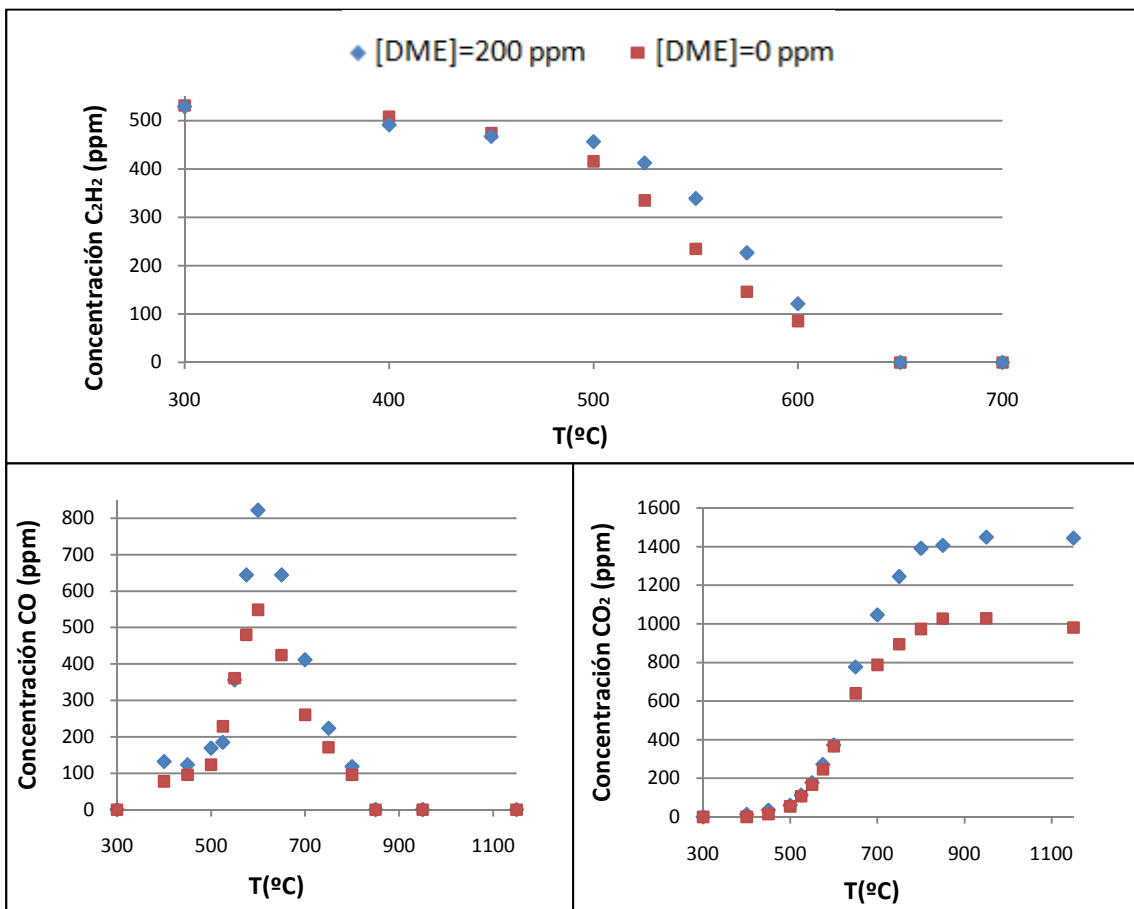 [DME]=200 ppm [DME]=0 ppm
Concentración C₂H₂ (ppm)
500
400
300
200
100
0
300 400 500 600 700
T(ºC)
Concentración CO (ppm)
800
700
600
500
400
300
200
100
0
300 500 700 900 1100
T(ºC)
Concentración CO₂ (ppm)
1600
1400
1200
1000
800
600
400
200
0
300 500 700 900 1100
T(ºC)